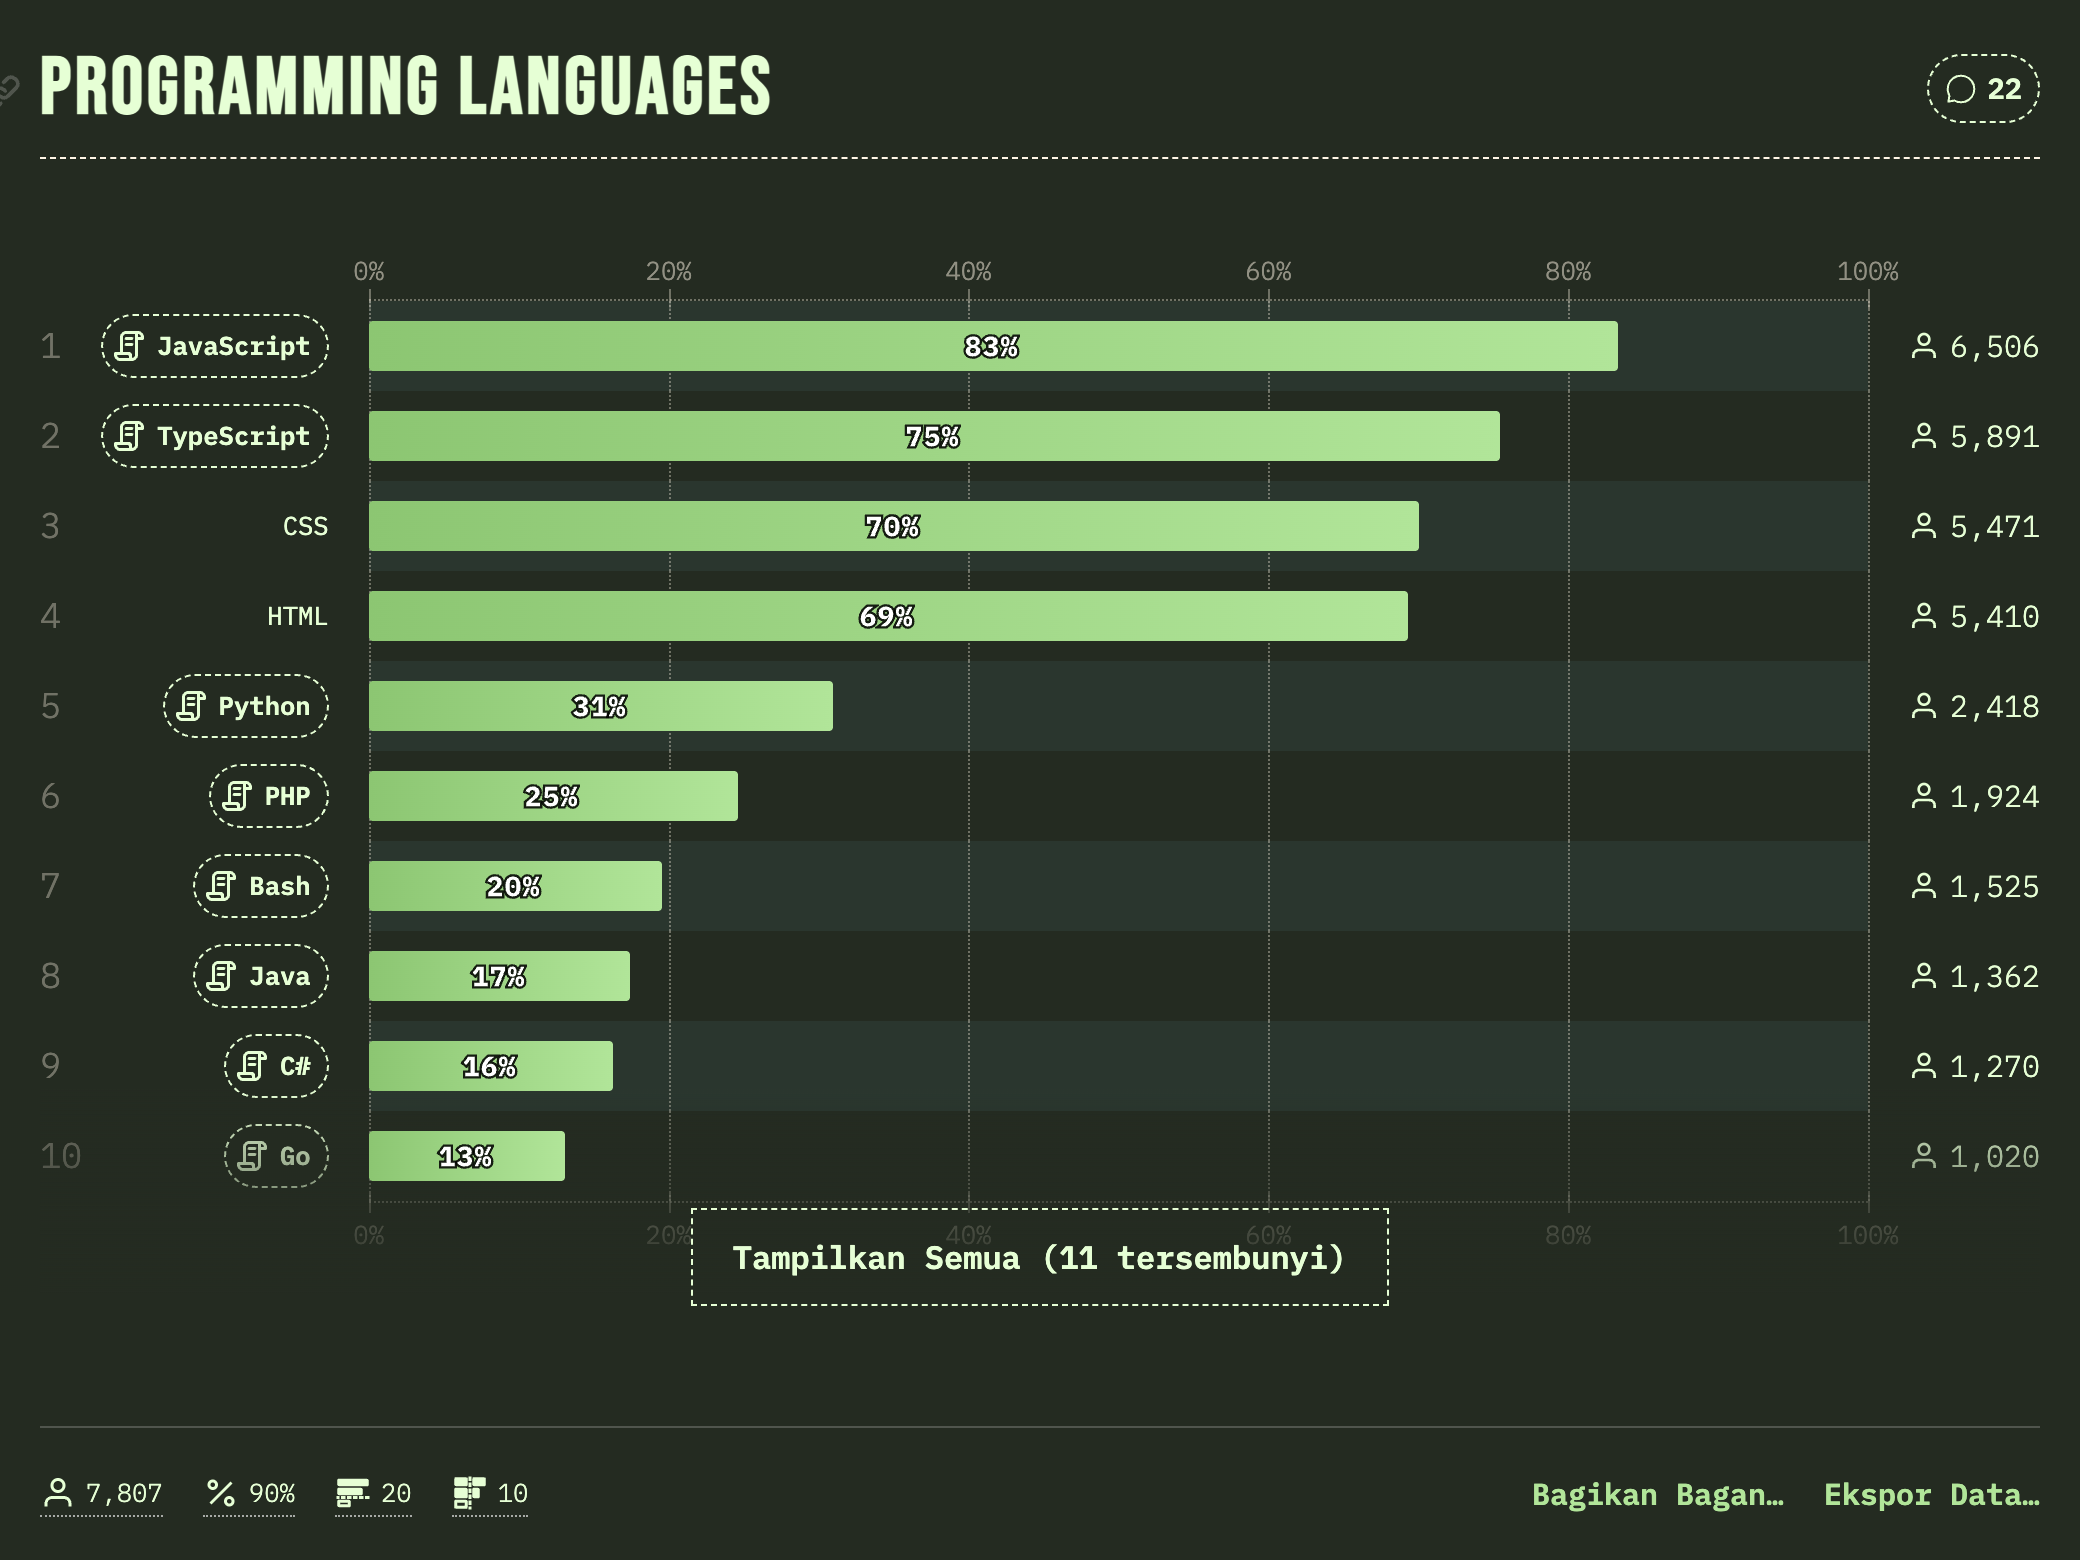 PROGRAMMING LANGUAGES
22
0% 20% 40% 60% 80% 100%
1 JavaScript 83% 6,506
2 TypeScript 75% 5,891
3 CSS 70% 5,471
4 HTML 69% 5,410
5 Python 31% 2,418
6 PHP 25% 1,924
7 Bash 20% 1,525
8 Java 17% 1,362
9 C# 16% 1,270
10 Go 13% 1,020
0% 20% 40% 60% 80% 100%
Tampilkan Semua (11 tersembunyi)
7,807 90% 20 10 Bagikan Bagan… Ekspor Data…